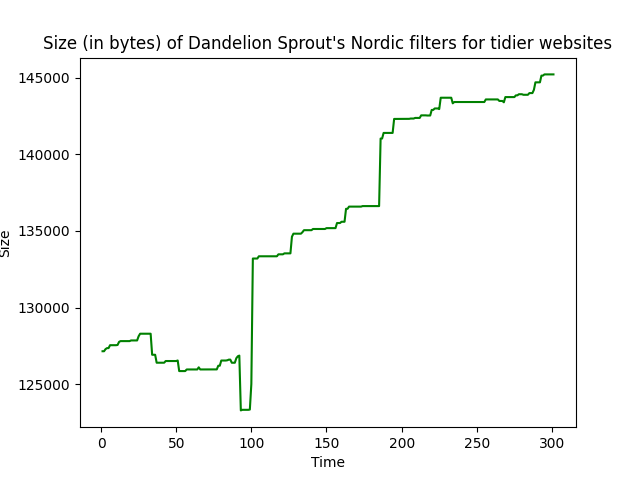 Size (in bytes) of Dandelion Sprout's Nordic filters for tidier websites
145000
140000
135000
130000
125000
Size
0 50 100 150 200 250 300
Time